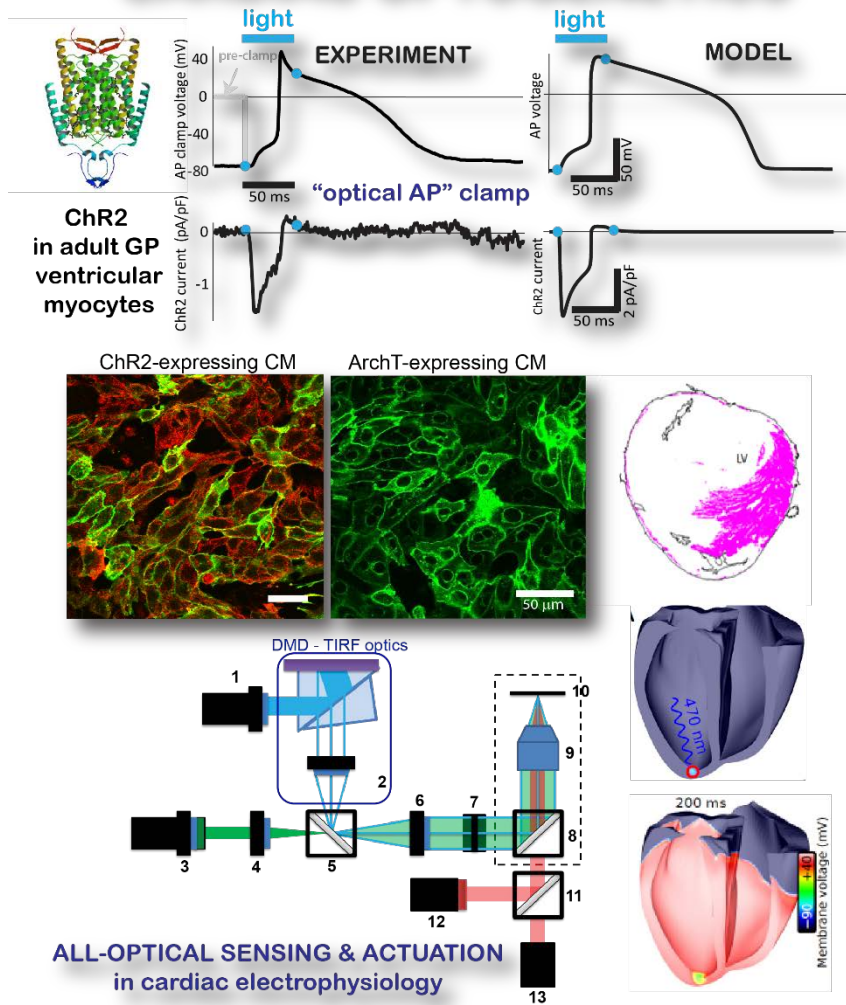 light
light
EXPERIMENT
MODEL
pre-clamp
AP clamp voltage (mV)
40
0
-40
-80
50 ms
AP voltage
50 mV
50 ms
"optical AP" clamp
ChR2
in adult GP
ventricular
myocytes
ChR2 current (pA/pF)
0
-1
ChR2 current
2 pA/pF
50 ms
ChR2-expressing CM
ArchT-expressing CM
50 µm
LV
DMD - TIRF optics
1
2
3
4
5
6
7
8
9
10
11
12
13
470 nm
200 ms
-90
+40
Membrane voltage (mV)
ALL-OPTICAL SENSING & ACTUATION
in cardiac electrophysiology